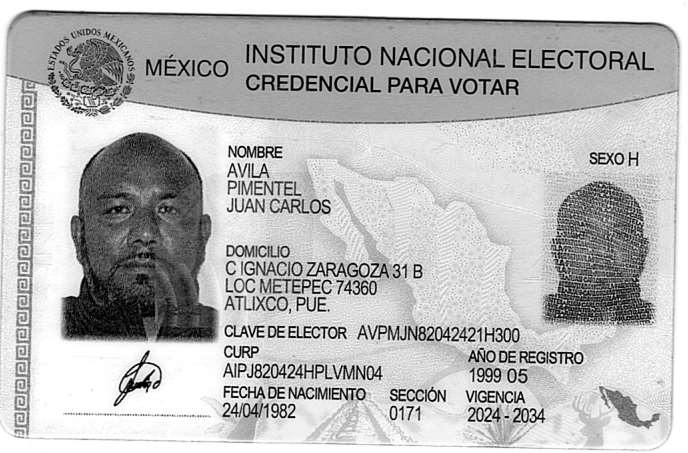 ESTADOS UNIDOS MEXICANOS
MÉXICO
INSTITUTO NACIONAL ELECTORAL
CREDENCIAL PARA VOTAR
NOMBRE
AVILA
PIMENTEL
JUAN CARLOS
SEXO H
DOMICILIO
C IGNACIO ZARAGOZA 31 B
LOC METEPEC 74360
ATLIXCO, PUE.
CLAVE DE ELECTOR AVPMJN82042421H300
CURP
AIPJ820424HPLVMN04
AÑO DE REGISTRO
1999 05
FECHA DE NACIMIENTO
24/04/1982
SECCIÓN
0171
VIGENCIA
2024 - 2034